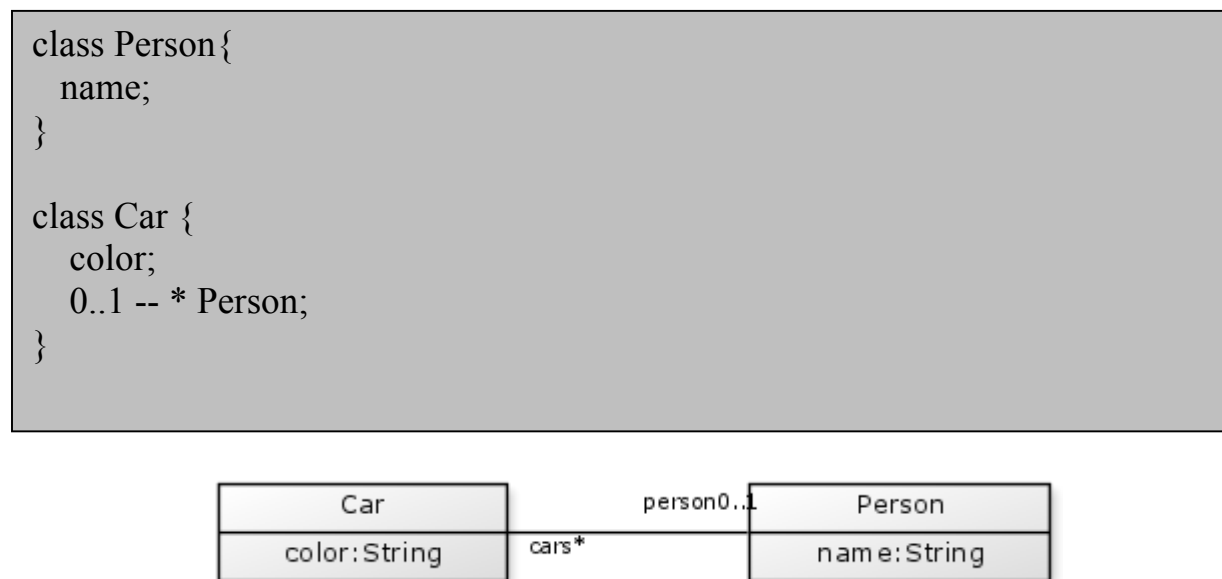 class Person{
name;
}
class Car {
color;
0..1 -- * Person;
}
Car
person0..1
Person
color:String
cars*
name:String